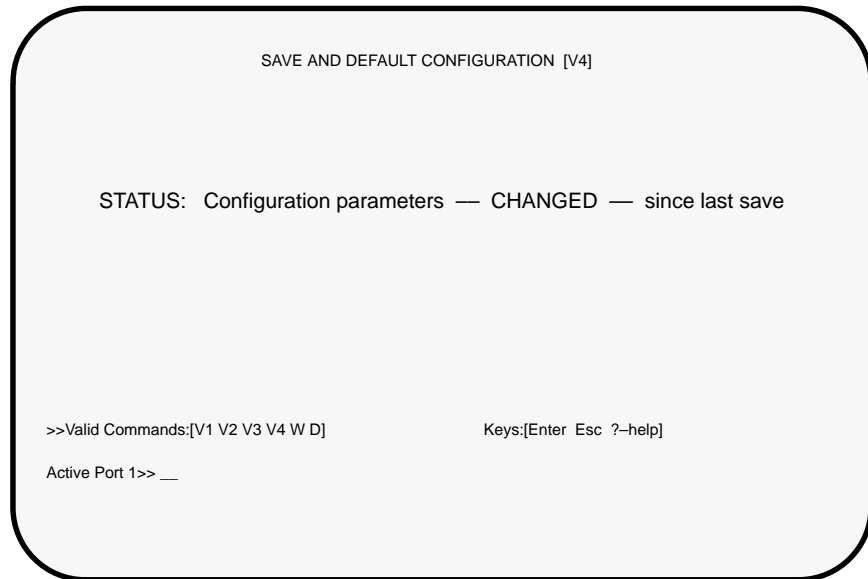 SAVE AND DEFAULT CONFIGURATION [V4]
STATUS: Configuration parameters –– CHANGED –– since last save
>>Valid Commands:[V1 V2 V3 V4 W D] Keys:[Enter Esc ?–help]
Active Port 1>> __